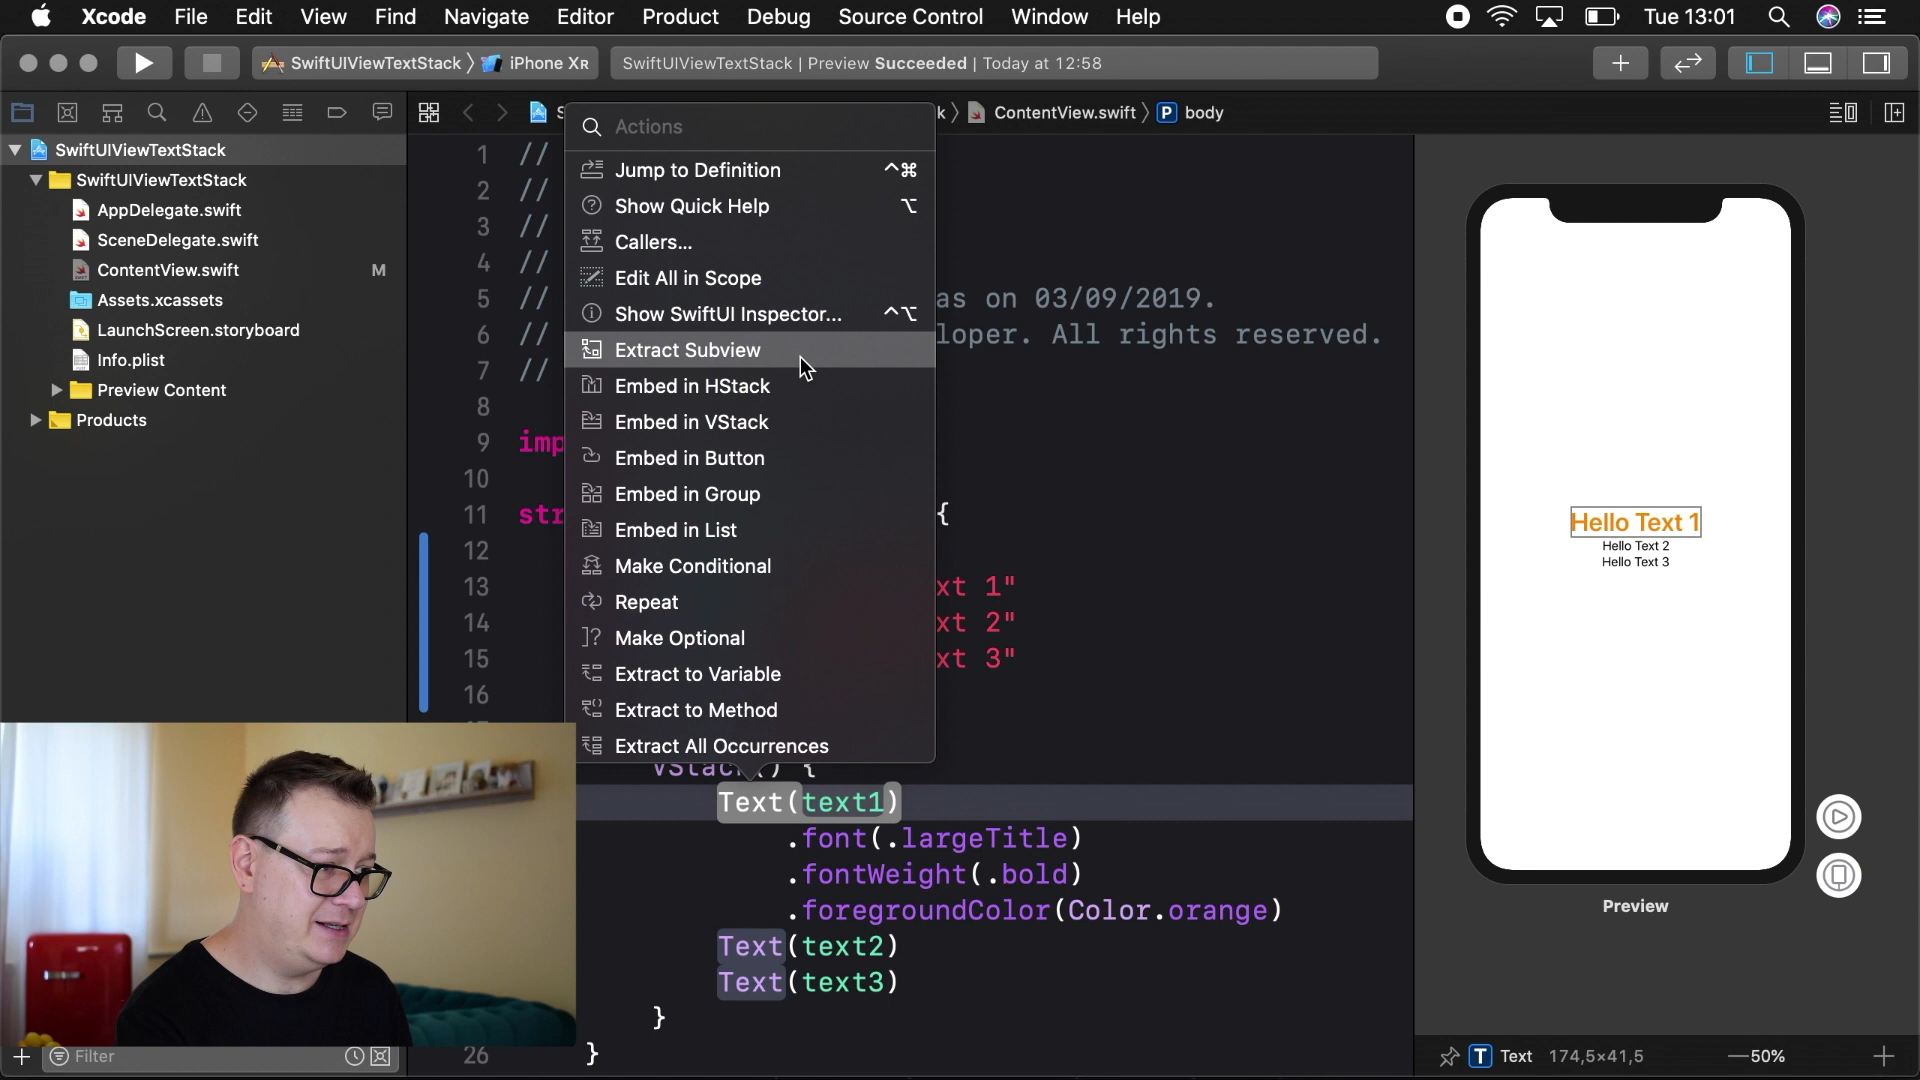 Xcode File Edit View Find Navigate Editor Product Debug Source Control Window Help Tue 13:01
SwiftUIViewTextStack iPhone XR SwiftUIViewTextStack | Preview Succeeded | Today at 12:58
ContentView.swift P body
Actions
Jump to Definition ^⌘
Show Quick Help ⌥
Callers...
Edit All in Scope
Show SwiftUI Inspector... ^⌥
Extract Subview
Embed in HStack
Embed in VStack
Embed in Button
Embed in Group
Embed in List
Make Conditional
Repeat
Make Optional
Extract to Variable
Extract to Method
Extract All Occurrences
SwiftUIViewTextStack
SwiftUIViewTextStack
AppDelegate.swift
SceneDelegate.swift
ContentView.swift M
Assets.xcassets
LaunchScreen.storyboard
Info.plist
Preview Content
Products
1 //
2 //
3 //
4 //
5 // as on 03/09/2019.
6 // loper. All rights reserved.
7 //
8
9 imp
10
11 str {
12
13 xt 1"
14 xt 2"
15 xt 3"
16
VStack() {
Text(text1)
.font(.largeTitle)
.fontWeight(.bold)
.foregroundColor(Color.orange)
Text(text2)
Text(text3)
}
26 }
Hello Text 1
Hello Text 2
Hello Text 3
Preview
Filter
T Text 174,5×41,5 50%